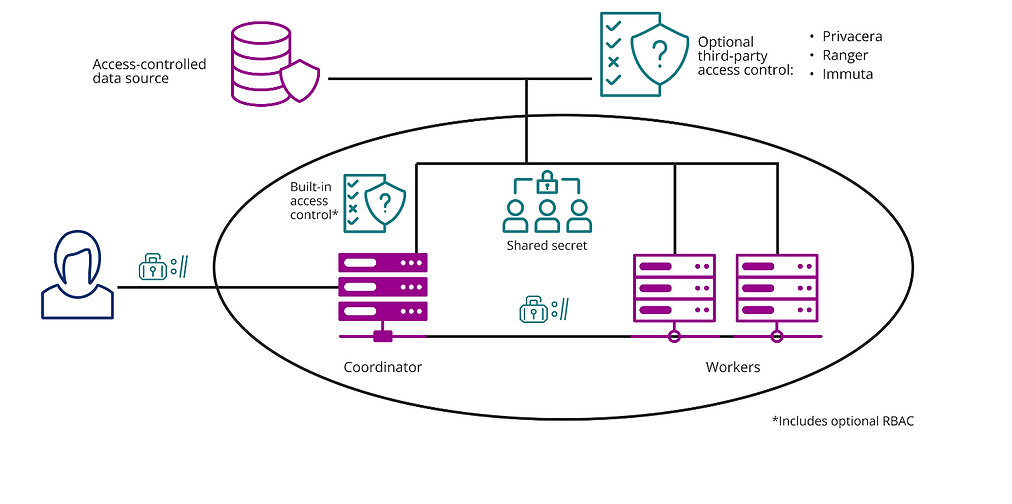 Access-controlled
data source
Optional
third-party
access control:
• Privacera
• Ranger
• Immuta
Built-in
access
control*
Shared secret
://
://
Coordinator
Workers
*Includes optional RBAC